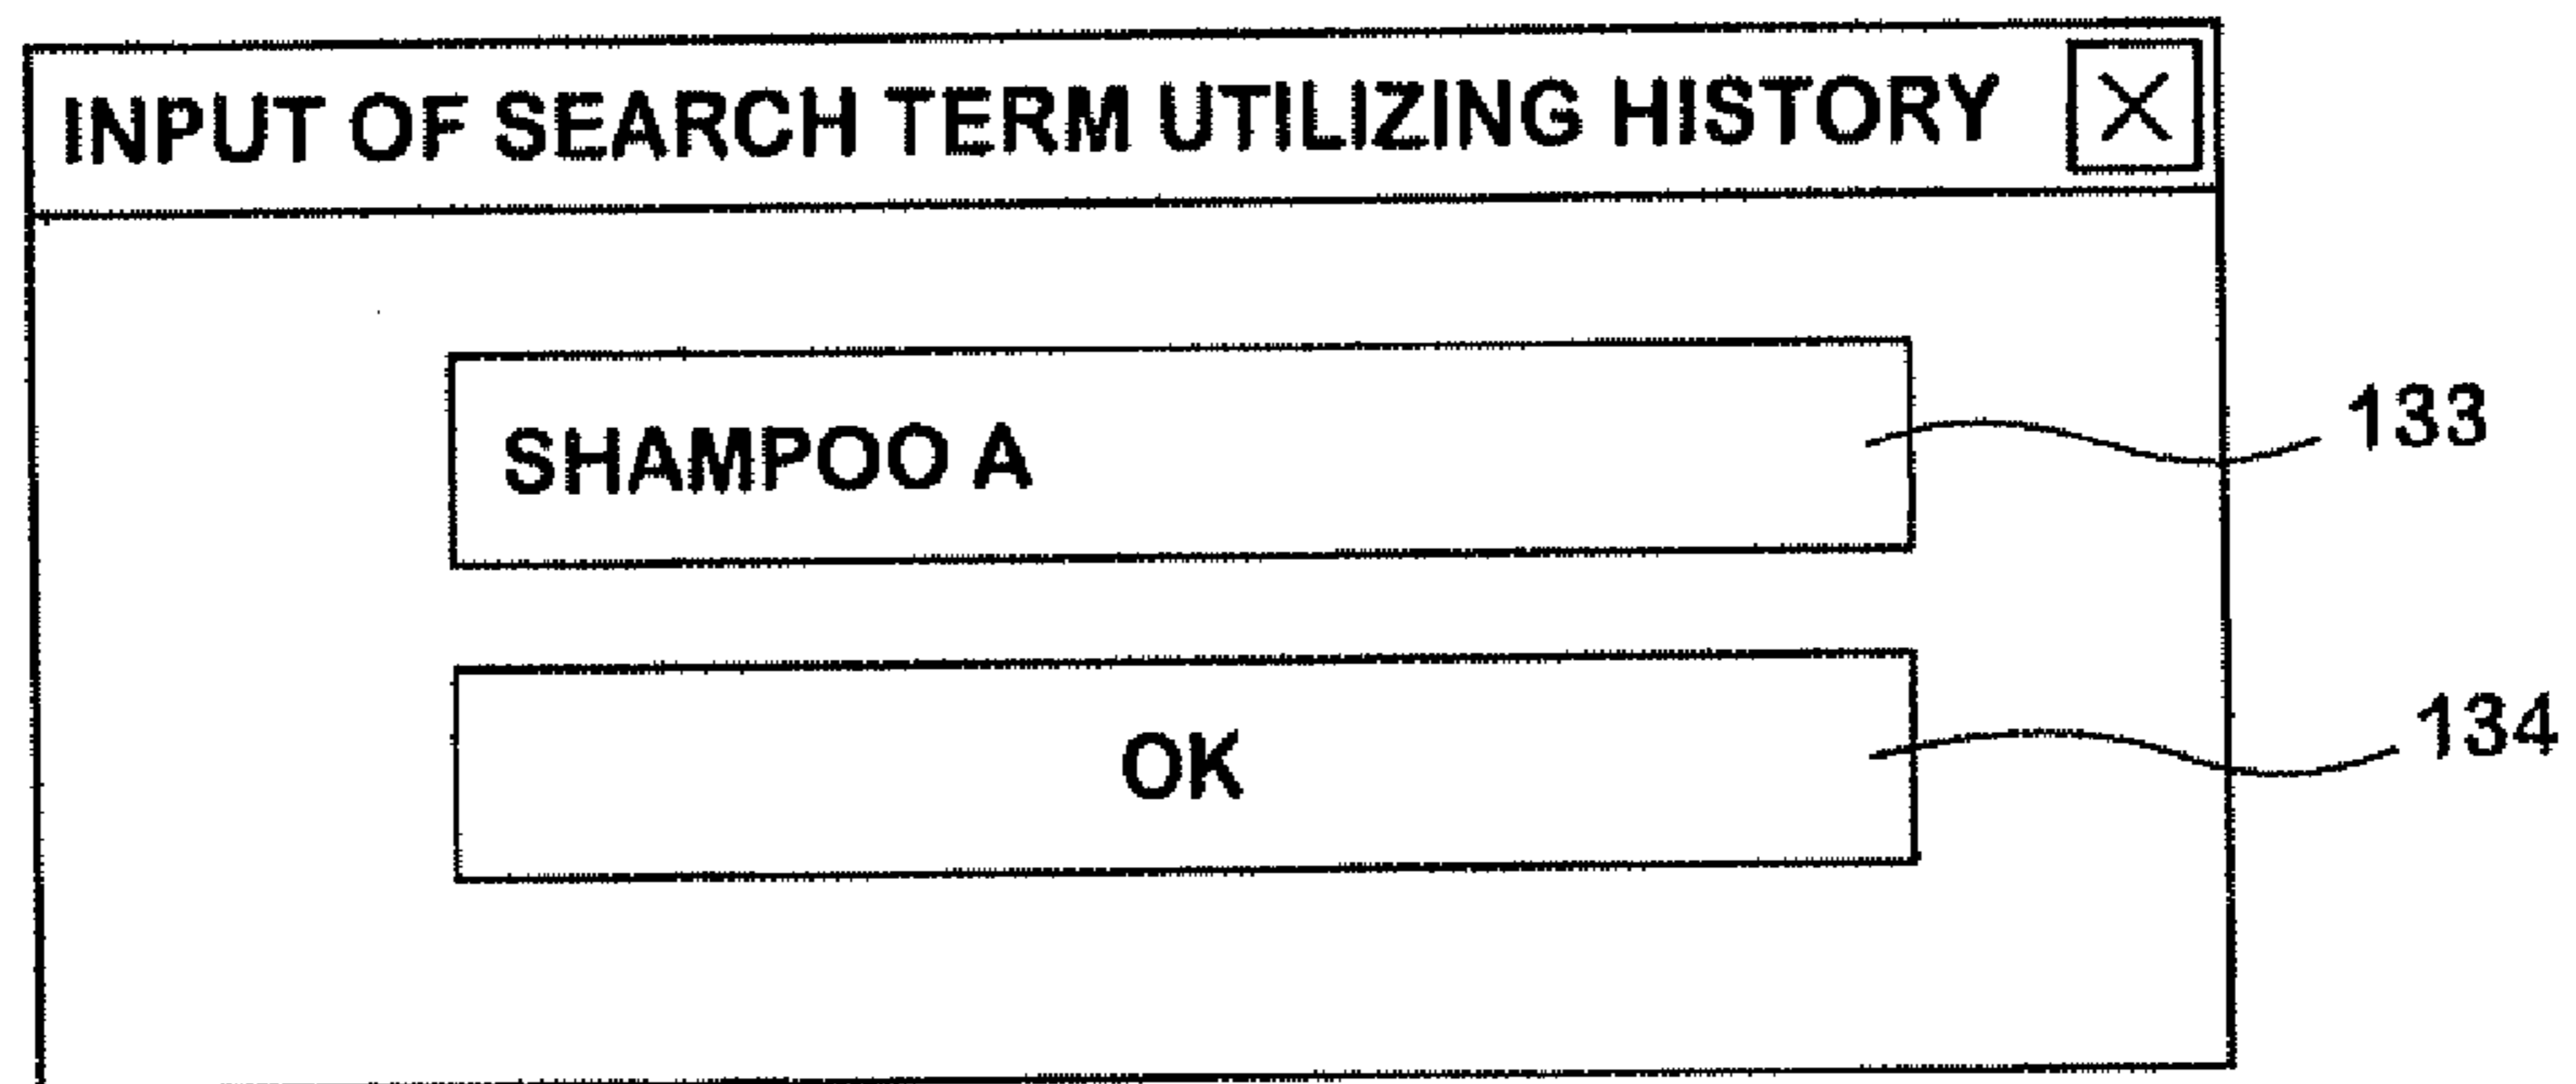 INPUT OF SEARCH TERM UTILIZING HISTORY X
SHAMPOO A
133
OK
134